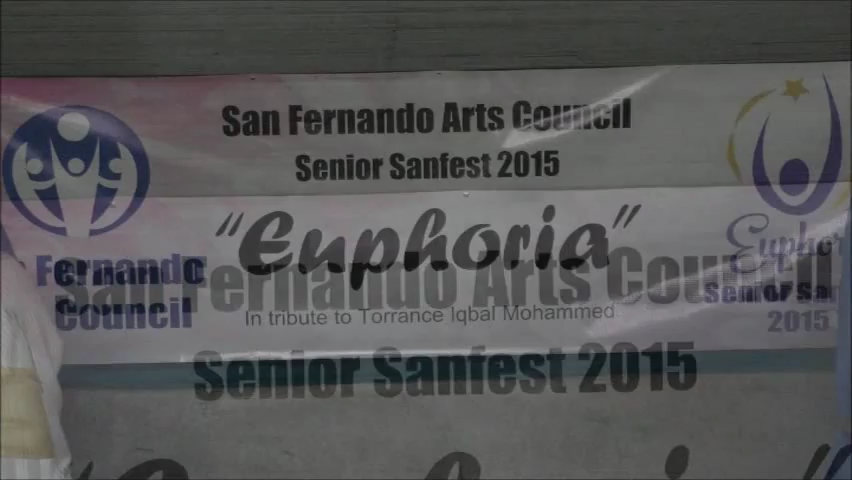 San Fernando Arts Council
Senior Sanfest 2015
"Euphoria"
In tribute to Torrance Iqbal Mohammed
Fernando
Council
Senior
2015
San Fernando Arts Council
Senior Sanfest 2015